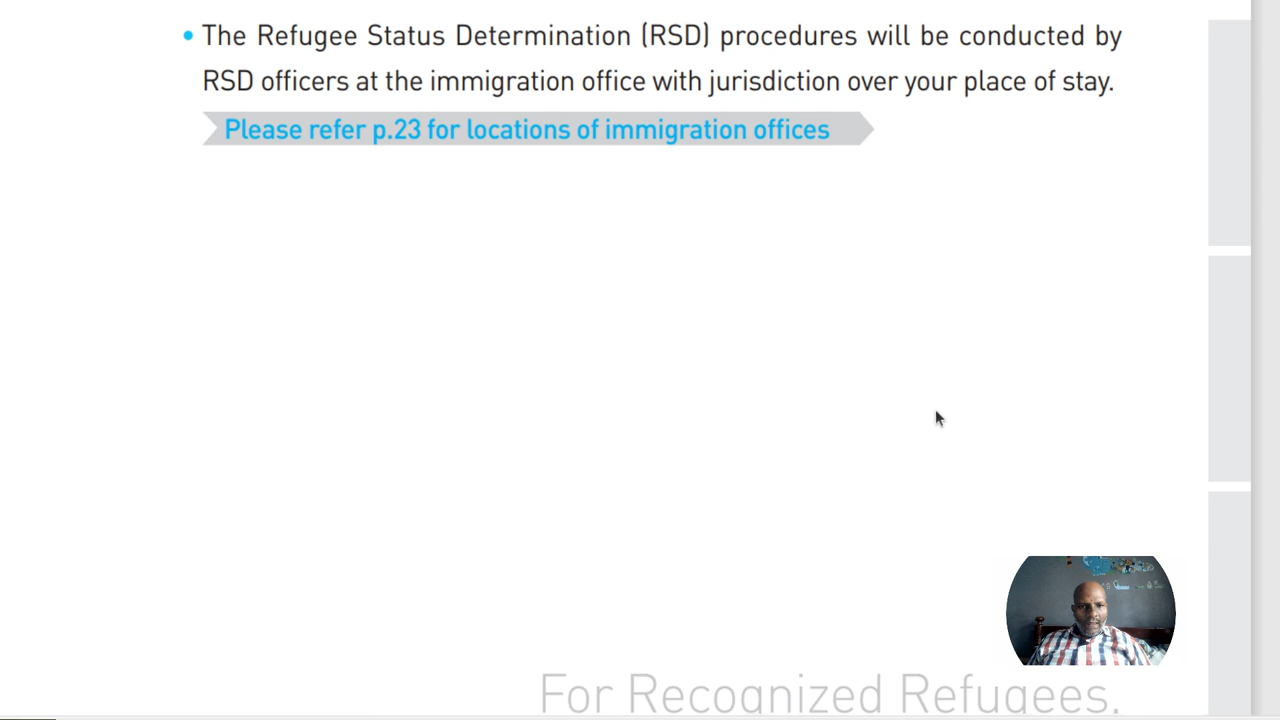 • The Refugee Status Determination (RSD) procedures will be conducted by
RSD officers at the immigration office with jurisdiction over your place of stay.
Please refer p.23 for locations of immigration offices
For Recognized Refugees,